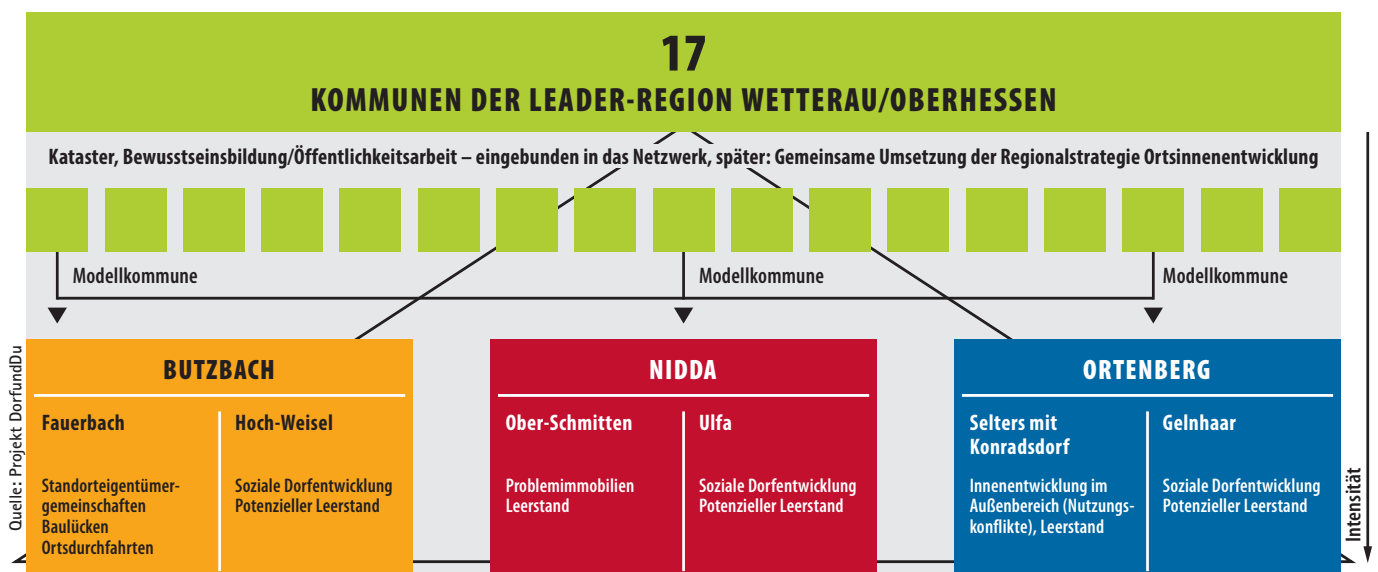 17
KOMMUNEN DER LEADER-REGION WETTERAU/OBERHESSEN
Kataster, Bewusstseinsbildung/Öffentlichkeitsarbeit – eingebunden in das Netzwerk, später: Gemeinsame Umsetzung der Regionalstrategie Ortsinnenentwicklung
Modellkommune
Modellkommune
Modellkommune
BUTZBACH
Fauerbach
Standorteigentümer-
gemeinschaften
Baulücken
Ortsdurchfahrten
Hoch-Weisel
Soziale Dorfentwicklung
Potenzieller Leerstand
NIDDA
Ober-Schmitten
Problemimmobilien
Leerstand
Ulfa
Soziale Dorfentwicklung
Potenzieller Leerstand
ORTENBERG
Selters mit
Konradsdorf
Innenentwicklung im
Außenbereich (Nutzungs-
konflikte), Leerstand
Gelnhaar
Soziale Dorfentwicklung
Potenzieller Leerstand
Intensität
Quelle: Projekt DorfundDu